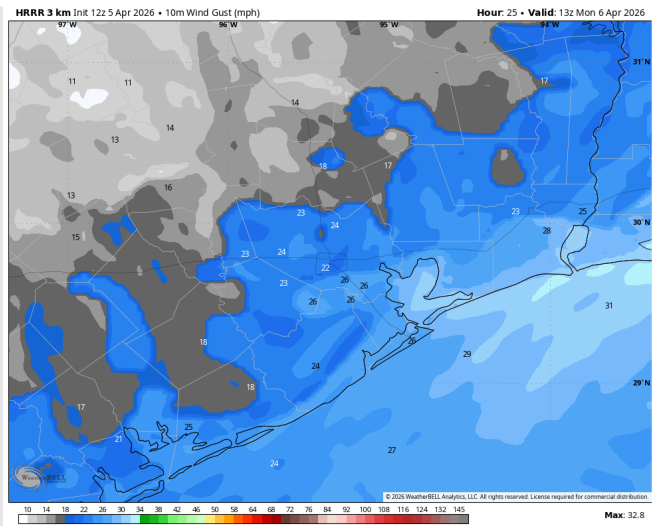 HRRR 3 km Init 12z 5 Apr 2026 • 10m Wind Gust (mph)
Hour: 25 • Valid: 13z Mon 6 Apr 2026
97°W 96°W 95°W 94°W
31°N
11 11
17
14
14
13
18 17
16
13
23 23 25
24
28
30°N
15
23 24
22
26 26
23
26 26
31
18
26
29
24
29°N
18
17
25
21
27
24
WeatherBELL
© 2026 WeatherBELL Analytics, LLC. All rights reserved. License required for commercial distribution.
10 14 18 22 26 30 34 38 42 46 50 54 58 60 64 68 72 76 84 92 100 108 116 124 132 145
Max: 32.8